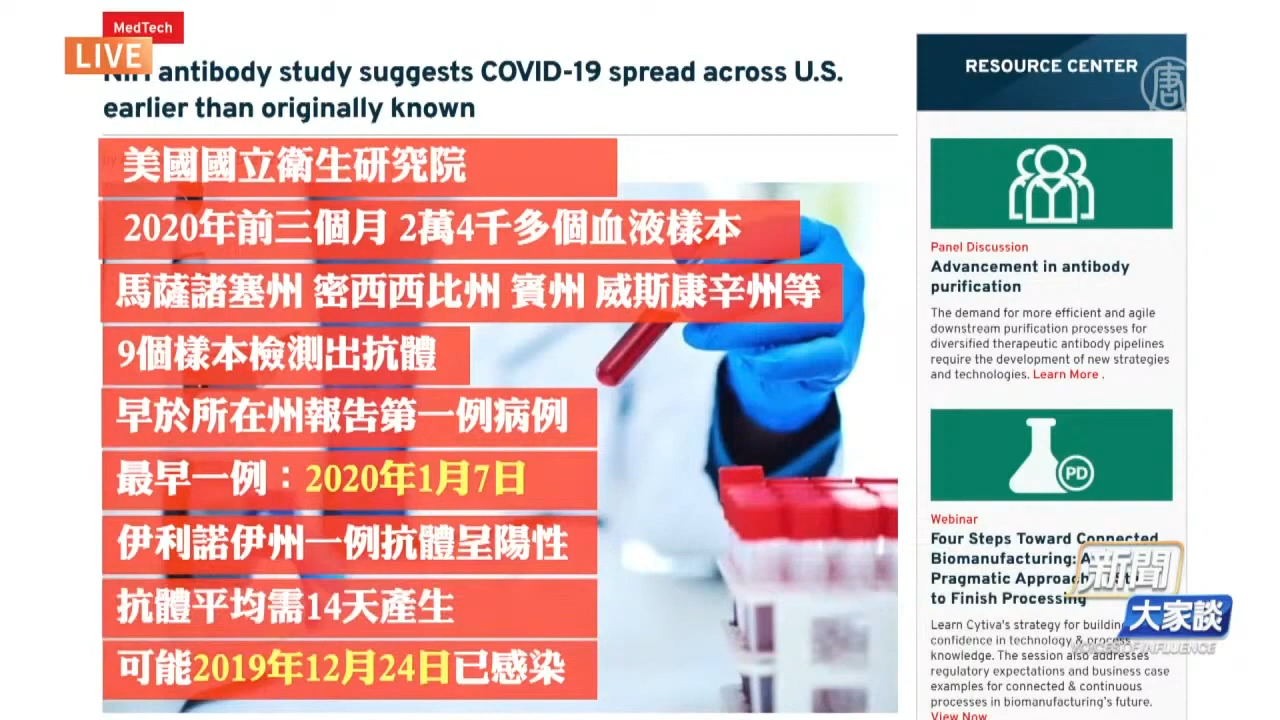 MedTech
LIVE
NIH antibody study suggests COVID-19 spread across U.S.
earlier than originally known
美國國立衛生研究院
2020年前三個月 2萬4千多個血液樣本
馬薩諸塞州 密西西比州 賓州 威斯康辛州等
9個樣本檢測出抗體
早於所在州報告第一例病例
最早一例：2020年1月7日
伊利諾伊州一例抗體呈陽性
抗體平均需14天產生
可能2019年12月24日已感染
RESOURCE CENTER
唐
Panel Discussion
Advancement in antibody
purification
The demand for more efficient and agile
downstream purification processes for
diversified therapeutic antibody pipelines
require the development of new strategies
and technologies. Learn More .
PD
Webinar
Four Steps Toward Connected
Biomanufacturing: A
Pragmatic Approach
to Finish Processing
Learn Cytiva's strategy for building
confidence in technology & process
knowledge. The session also addresses
regulatory expectations and business case
examples for connected & continuous
processes in biomanufacturing's future.
View Now
新聞
大家談
VOICES OF INFLUENCE